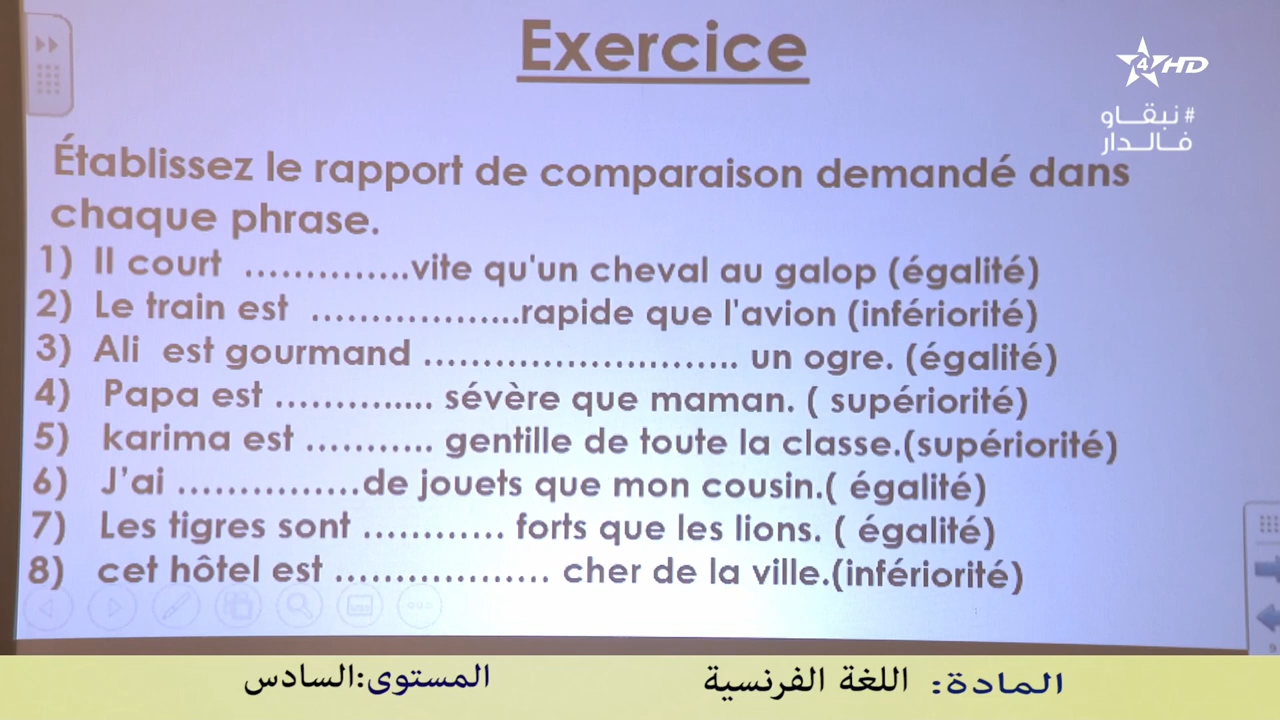 Exercice
4 HD
# نبقاو
فالدار
Établissez le rapport de comparaison demandé dans
chaque phrase.
1) Il court …………..vite qu'un cheval au galop (égalité)
2) Le train est ……………...rapide que l'avion (infériorité)
3) Ali est gourmand …………………….. un ogre. (égalité)
4) Papa est …………..... sévère que maman. ( supériorité)
5) karima est ……….. gentille de toute la classe.(supériorité)
6) J’ai ……………de jouets que mon cousin.( égalité)
7) Les tigres sont ………… forts que les lions. ( égalité)
8) cet hôtel est ……………… cher de la ville.(infériorité)
المادة: اللغة الفرنسية المستوى:السادس